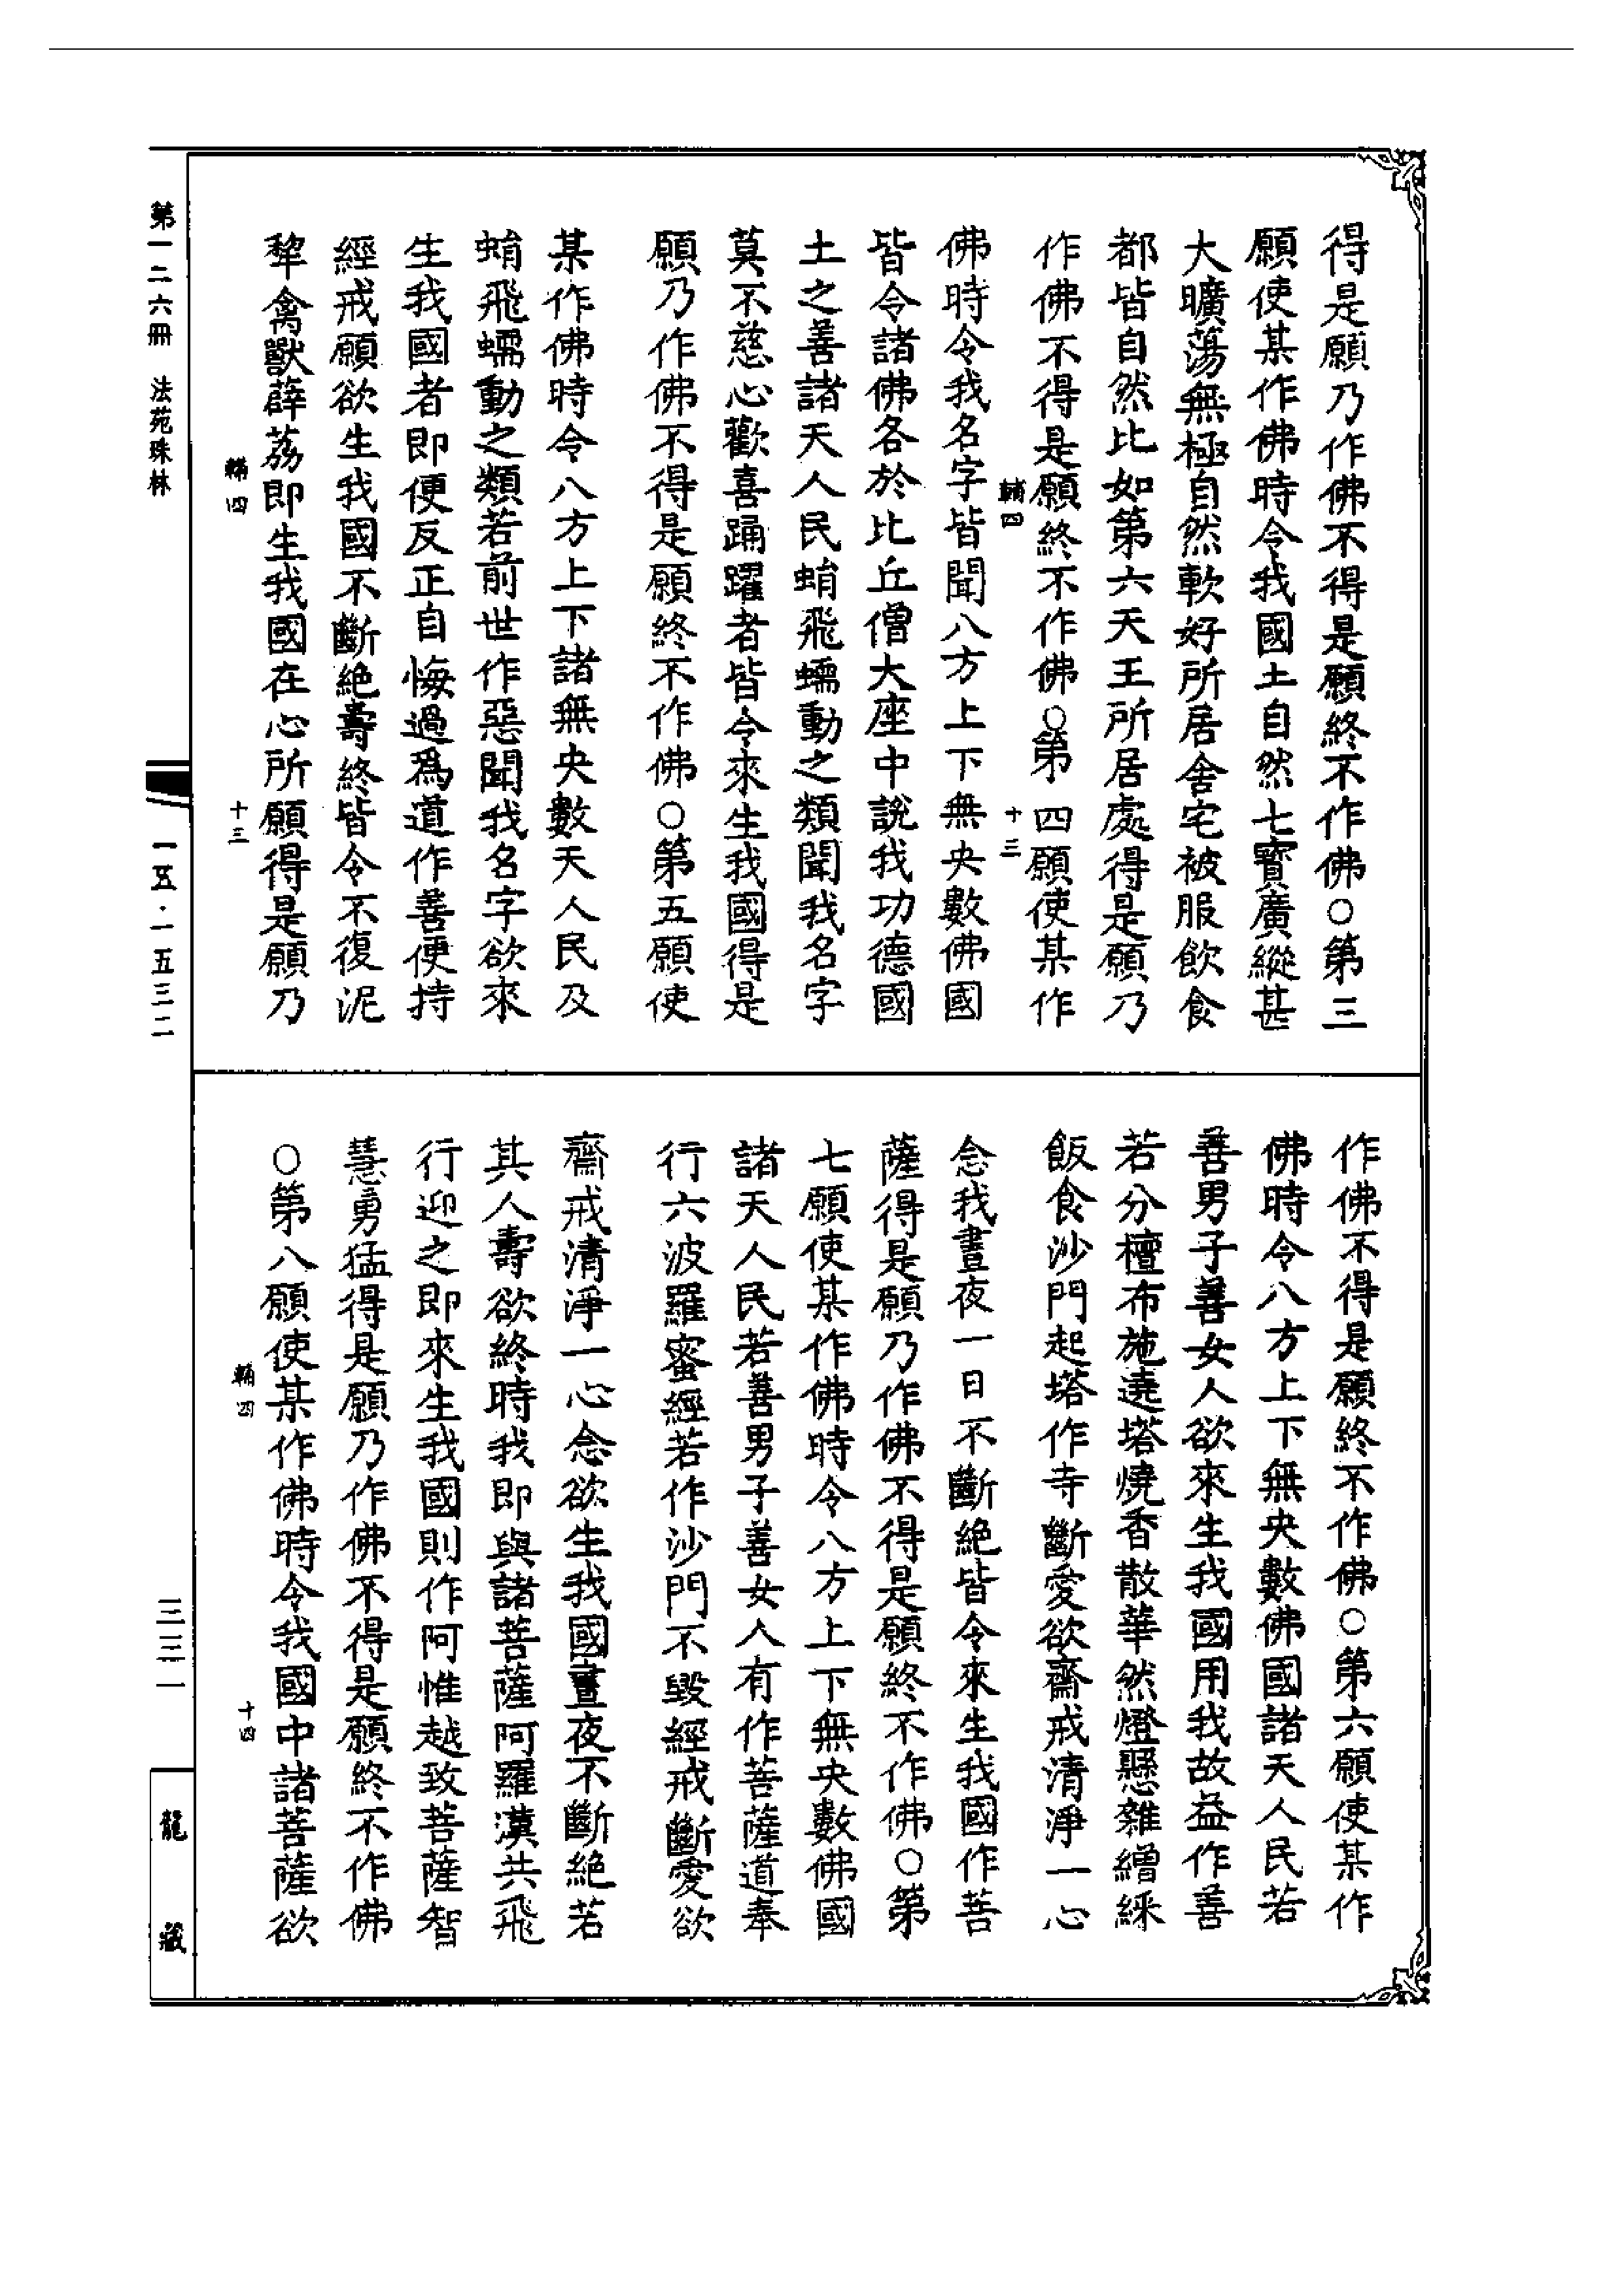 得是願乃作佛不得是願終不作佛○第三
願使某作佛時令我國土自然七寶廣縱甚
大曠蕩無極自然軟好所居舍宅被服飲食
都皆自然比如第六天王所居處得是願乃
作佛不得是願終不作佛○第四願使某作
輔四 十三
佛時令我名字皆聞八方上下無央數佛國
皆令諸佛各於比丘僧大座中說我功德國
土之善諸天人民蜎飛蠕動之類聞我名字
莫不慈心歡喜踊躍者皆令來生我國得是
願乃作佛不得是願終不作佛○第五願使
某作佛時令八方上下諸無央數天人民及
蜎飛蠕動之類若前世作惡聞我名字欲來
生我國者即便反正自悔過為道作善便持
經戒願欲生我國不斷絕壽終皆令不復泥
犂禽獸薜荔即生我國在心所願得是願乃
輔四 十三
作佛不得是願終不作佛○第六願使某作
佛時令八方上下無央數佛國諸天人民若
善男子善女人欲來生我國用我故益作善
若分檀布施遶塔燒香散華然燈懸雜繒綵
飯食沙門起塔作寺斷愛欲齋戒清淨一心
念我晝夜一日不斷絕皆令來生我國作菩
薩得是願乃作佛不得是願終不作佛○第
七願使某作佛時令八方上下無央數佛國
諸天人民若善男子善女人有作菩薩道奉
行六波羅蜜經若作沙門不毀經戒斷愛欲
齋戒清淨一心念欲生我國晝夜不斷絕若
其人壽欲終時我即與諸菩薩阿羅漢共飛
行迎之即來生我國則作阿惟越致菩薩智
慧勇猛得是願乃作佛不得是願終不作佛
○第八願使某作佛時令我國中諸菩薩欲
輔四 十四
第一二六冊 法苑珠林
一五·一五三二
三三一
龍藏